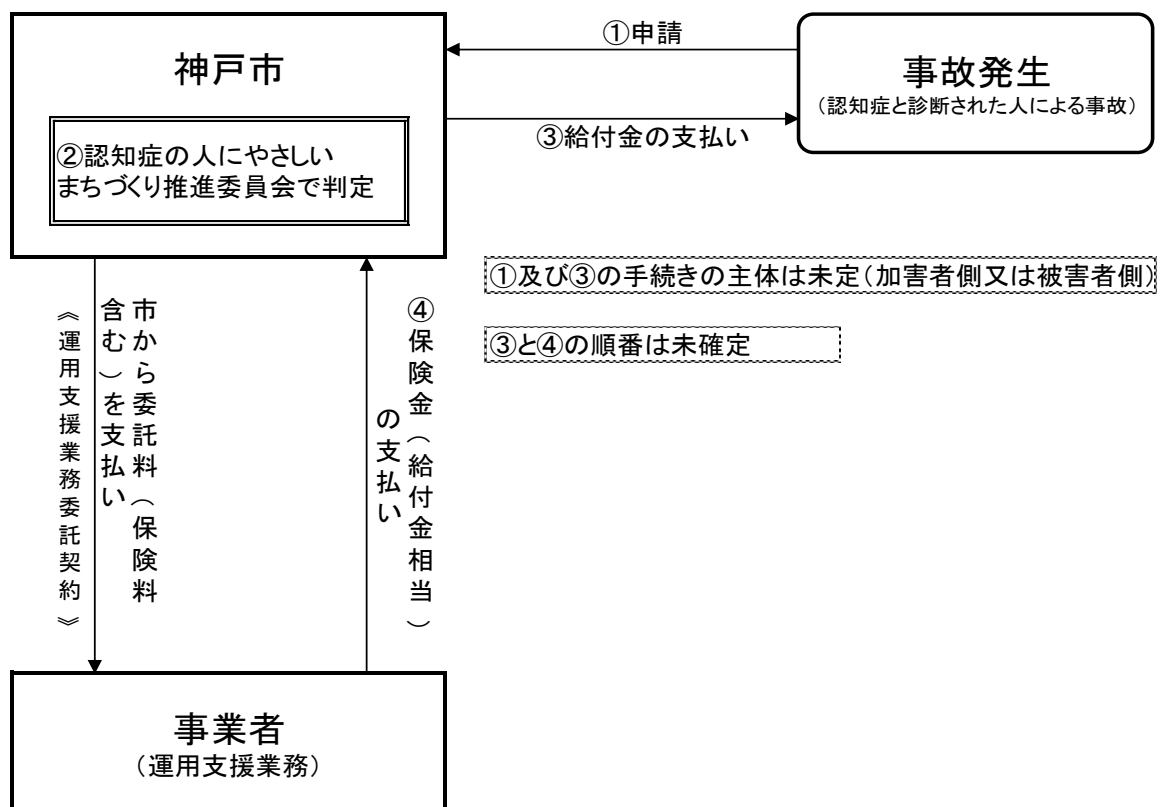 ①申請
神戸市
事故発生
(認知症と診断された人による事故)
②認知症の人にやさしい
まちづくり推進委員会で判定
③給付金の支払い
①及び③の手続きの主体は未定(加害者側又は被害者側)
③と④の順番は未確定
市から委託料(保険料
含む)を支払い
《運用支援業務委託契約》
④保険金(給付金相当)
の支払い
事業者
(運用支援業務)